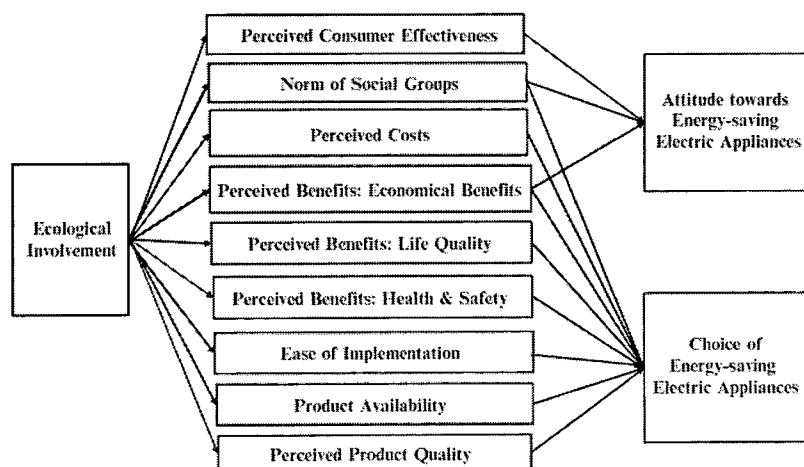 Perceived Consumer Effectiveness
Norm of Social Groups
Perceived Costs
Perceived Benefits: Economical Benefits
Perceived Benefits: Life Quality
Perceived Benefits: Health & Safety
Ease of Implementation
Product Availability
Perceived Product Quality
Ecological
Involvement
Attitude towards
Energy-saving
Electric Appliances
Choice of
Energy-saving
Electric Appliances